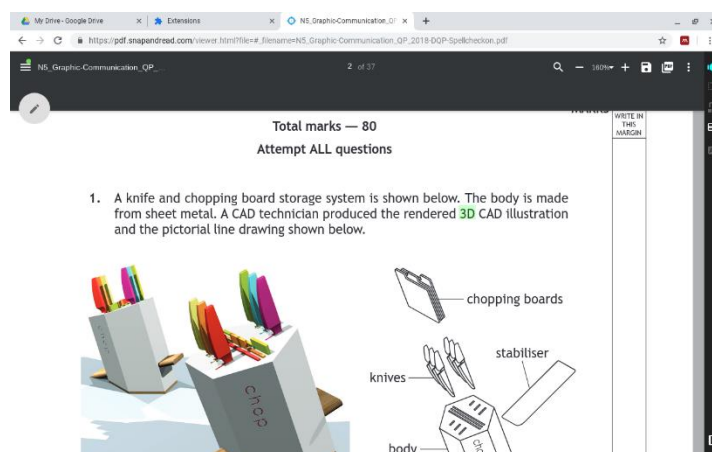 My Drive - Google Drive
Extensions
N5_Graphic-Communication_QP
https://pdf.snapandread.com/viewer.html?file=#_filename=N5_Graphic-Communication_QP_2018-DQP-Spellcheckon.pdf
N5_Graphic-Communication_QP_...
2 of 37
160%
WRITE IN
THIS
MARGIN
Total marks — 80
Attempt ALL questions
1. A knife and chopping board storage system is shown below. The body is made
from sheet metal. A CAD technician produced the rendered 3D CAD illustration
and the pictorial line drawing shown below.
chopping boards
stabiliser
knives
chop
body